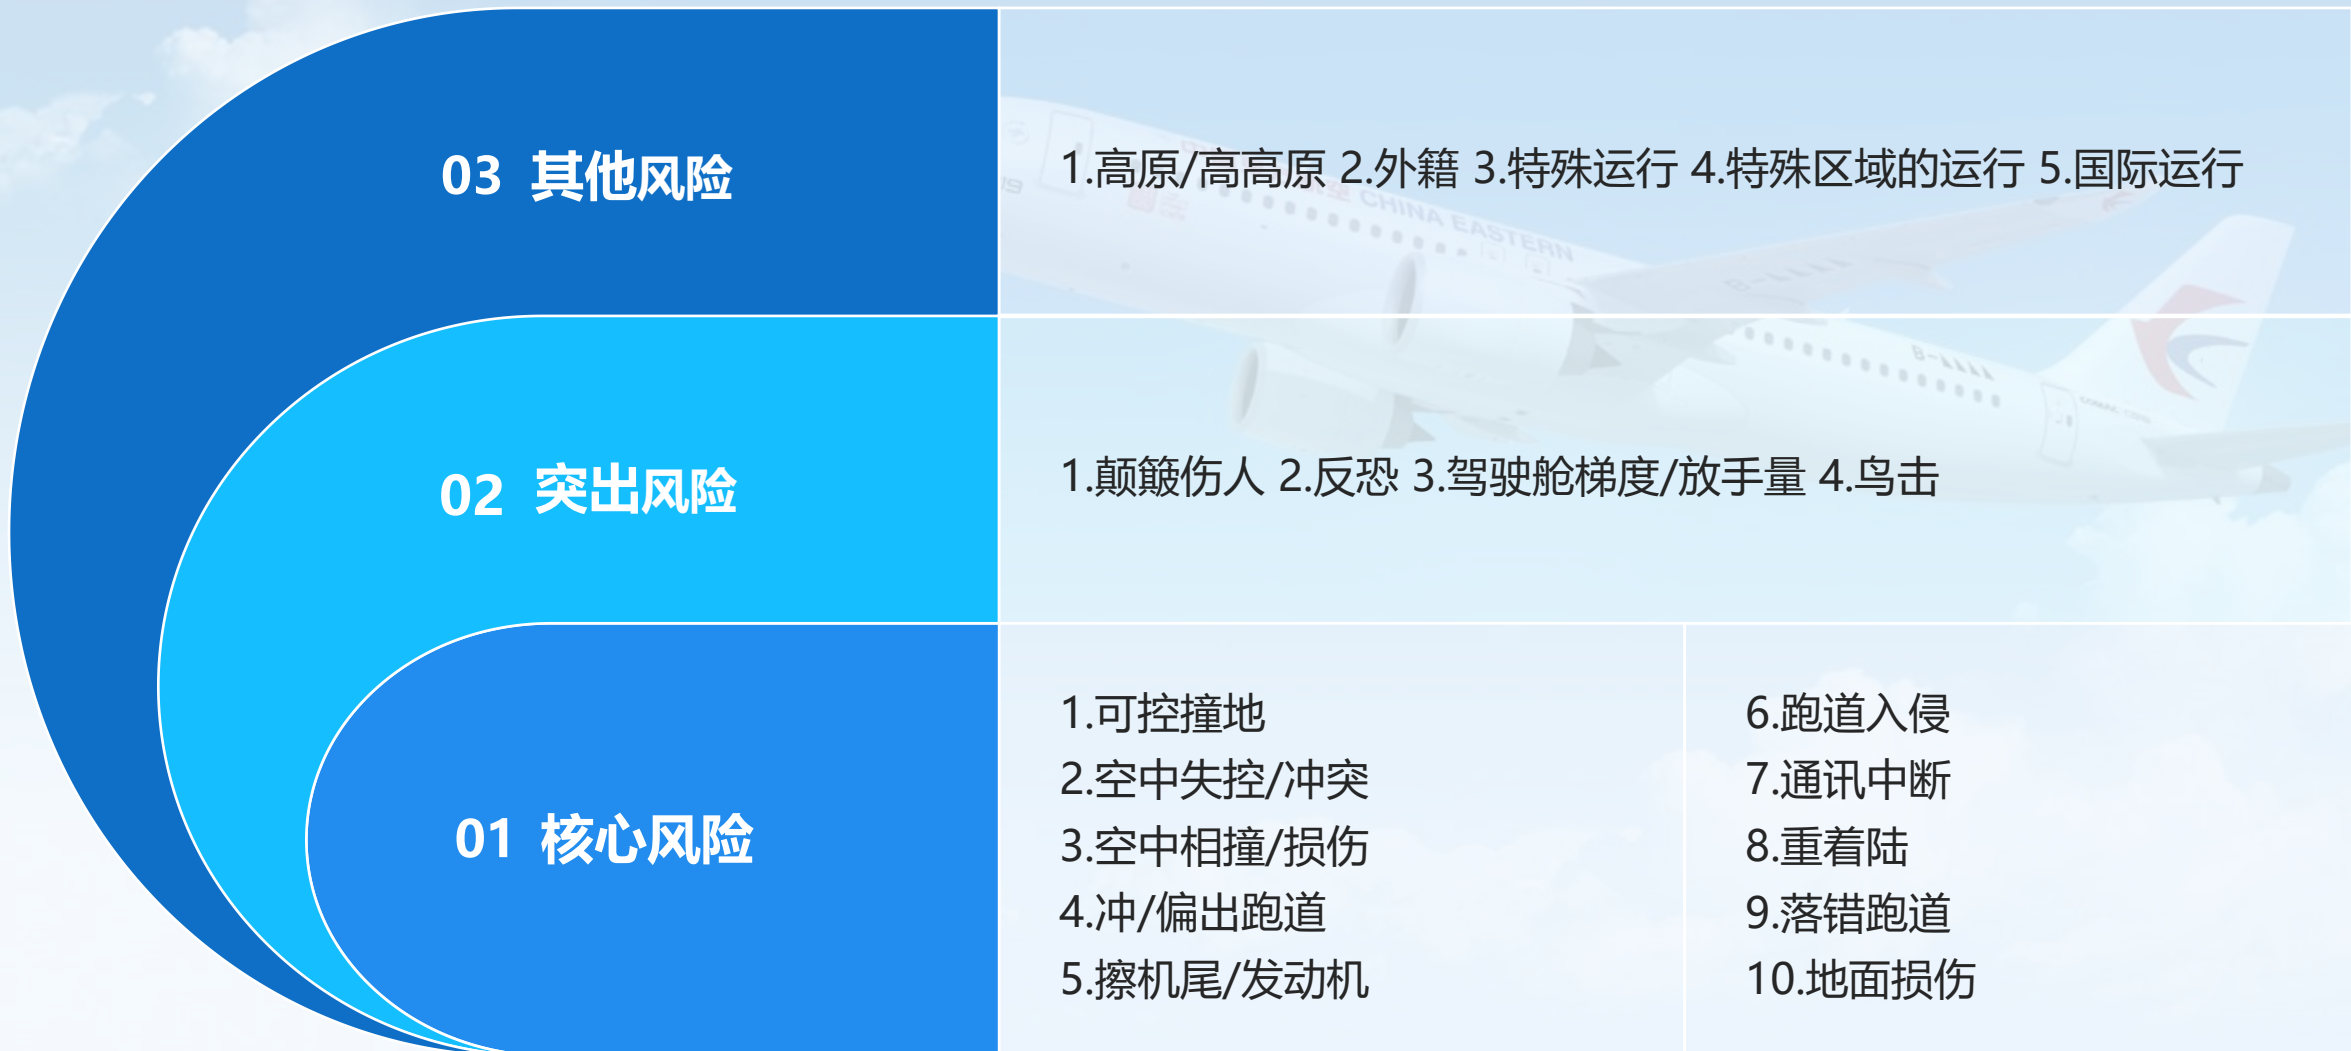 03 其他风险
1.高原/高高原 2.外籍 3.特殊运行 4.特殊区域的运行 5.国际运行
CHINA EASTERN
02 突出风险
1.颠簸伤人 2.反恐 3.驾驶舱梯度/放手量 4.鸟击
01 核心风险
1.可控撞地
2.空中失控/冲突
3.空中相撞/损伤
4.冲/偏出跑道
5.擦机尾/发动机
6.跑道入侵
7.通讯中断
8.重着陆
9.落错跑道
10.地面损伤